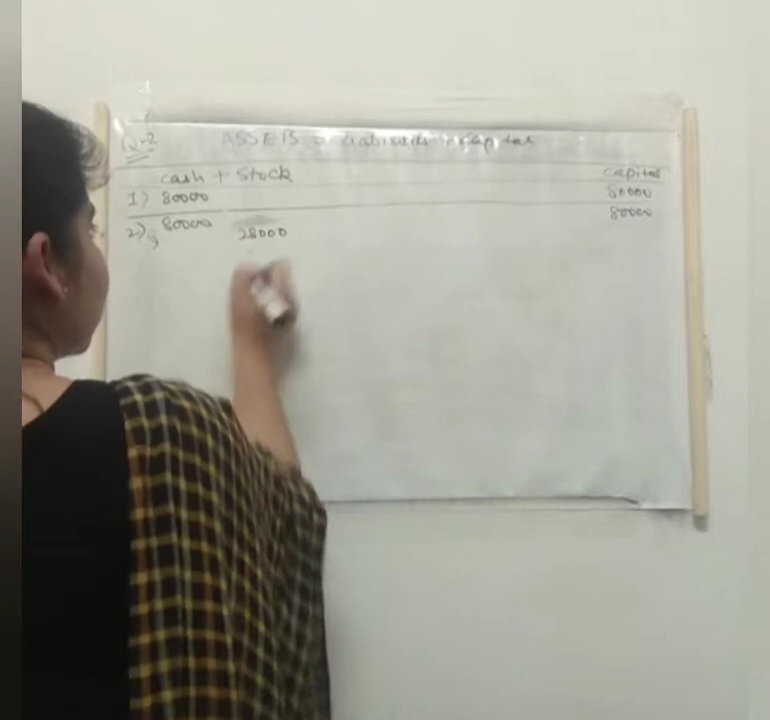 Q-2 ASSETS = Liabilities + Capital
cash + Stock capital
1) 80000 80000
80000
2) 80000
28000